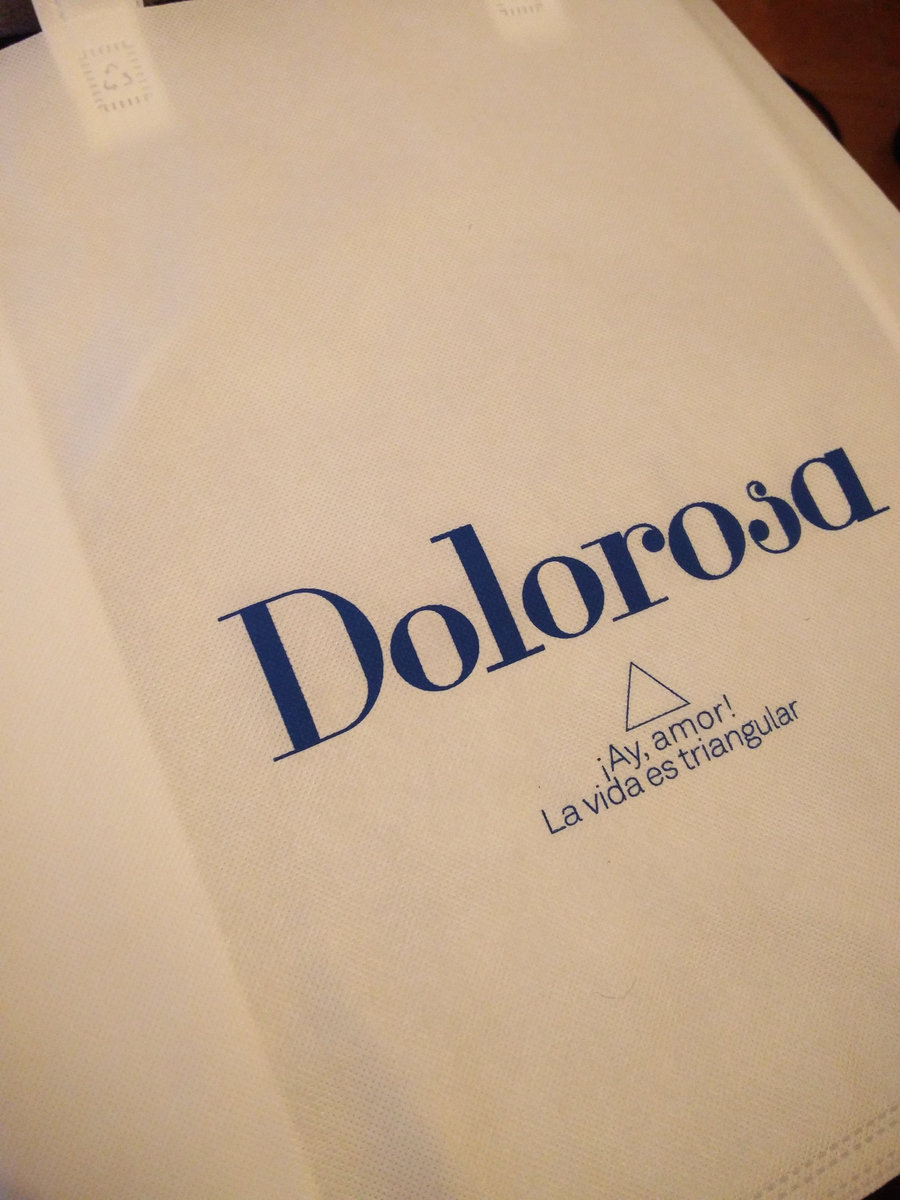 Dolorosa
¡Ay, amor!
La vida es triangular